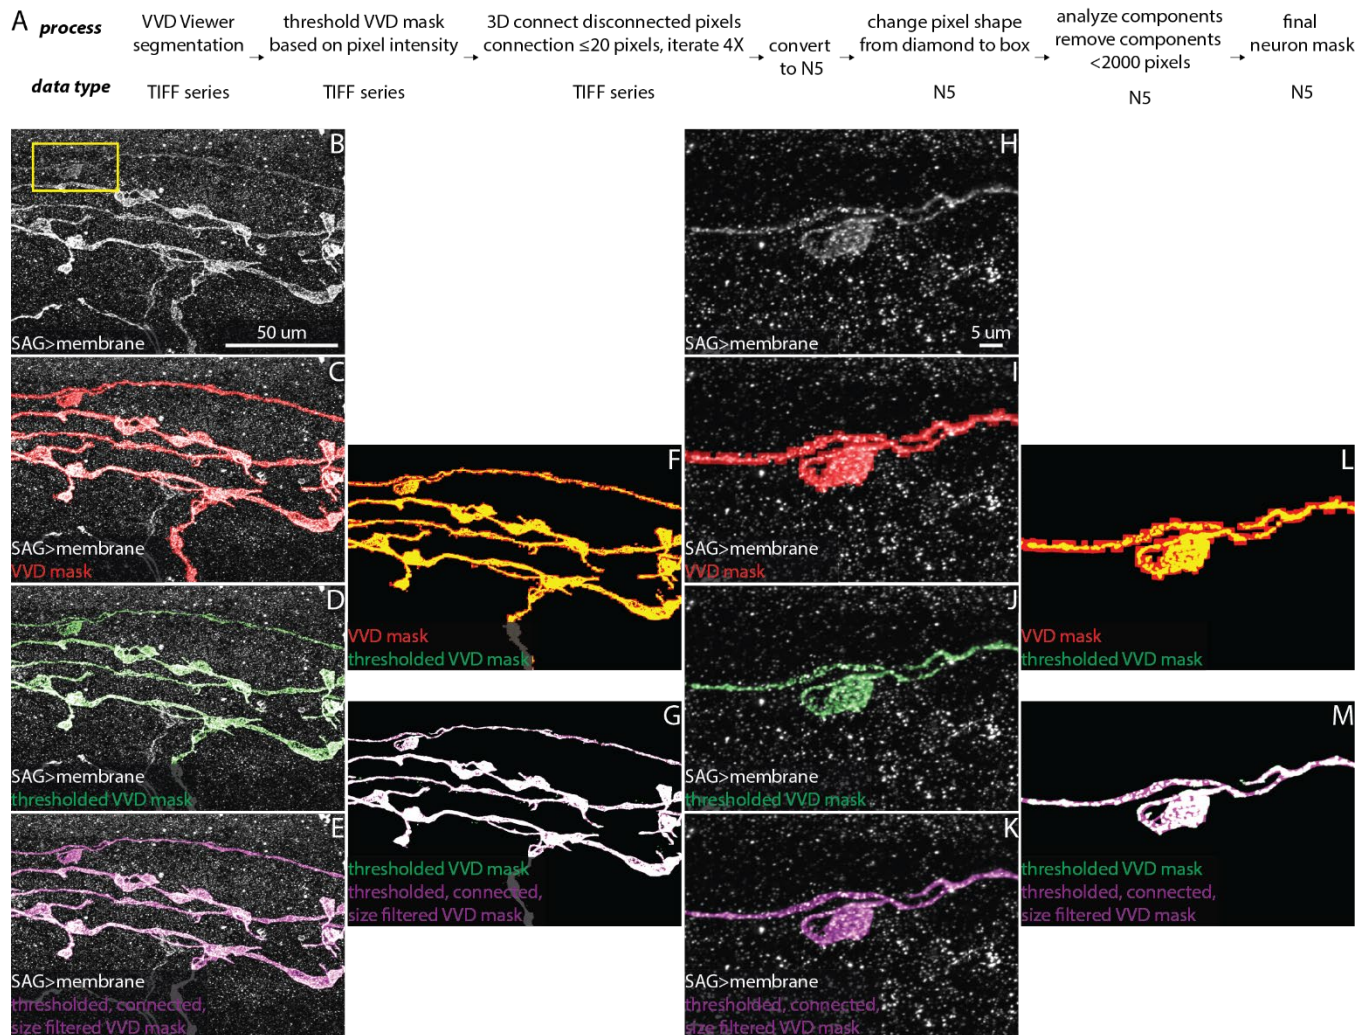 A
process
VVD Viewer
segmentation
threshold VVD mask
based on pixel intensity
3D connect disconnected pixels
connection ≤20 pixels, iterate 4X
convert
to N5
change pixel shape
from diamond to box
analyze components
remove components
<2000 pixels
final
neuron mask
data type
TIFF series
TIFF series
TIFF series
N5
N5
N5
B
50 um
SAG>membrane
C
SAG>membrane
VVD mask
D
SAG>membrane
thresholded VVD mask
E
SAG>membrane
thresholded, connected,
size filtered VVD mask
F
VVD mask
thresholded VVD mask
G
thresholded VVD mask
thresholded, connected,
size filtered VVD mask
H
5 um
SAG>membrane
I
SAG>membrane
VVD mask
J
SAG>membrane
thresholded VVD mask
K
SAG>membrane
thresholded, connected,
size filtered VVD mask
L
VVD mask
thresholded VVD mask
M
thresholded VVD mask
thresholded, connected,
size filtered VVD mask